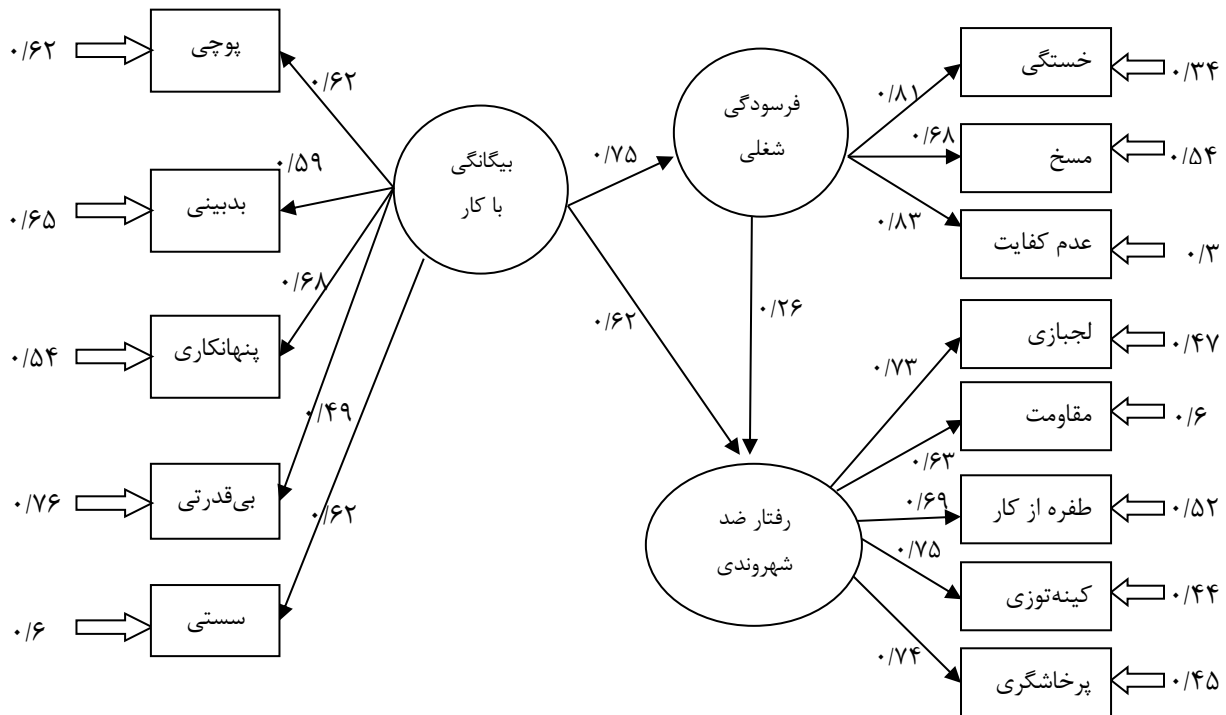 خستگی
۰/۳۴
۰/۸۱
فرسودگی
شغلی
۰/۶۸
مسخ
۰/۵۴
۰/۸۳
عدم کفایت
۰/۳
پوچی
۰/۶۲
۰/۶۲
بیگانگی
با کار
۰/۷۵
۰/۵۹
بدبینی
۰/۶۵
۰/۶۸
پنهانکاری
۰/۵۴
۰/۴۹
بی‌قدرتی
۰/۷۶
۰/۶۲
سستی
۰/۶
۰/۶۲
۰/۲۶
رفتار ضد
شهروندی
۰/۷۳
لجبازی
۰/۴۷
۰/۶۳
مقاومت
۰/۶
۰/۶۹
طفره از کار
۰/۵۲
۰/۷۵
کینه‌توزی
۰/۴۴
۰/۷۴
پرخاشگری
۰/۴۵